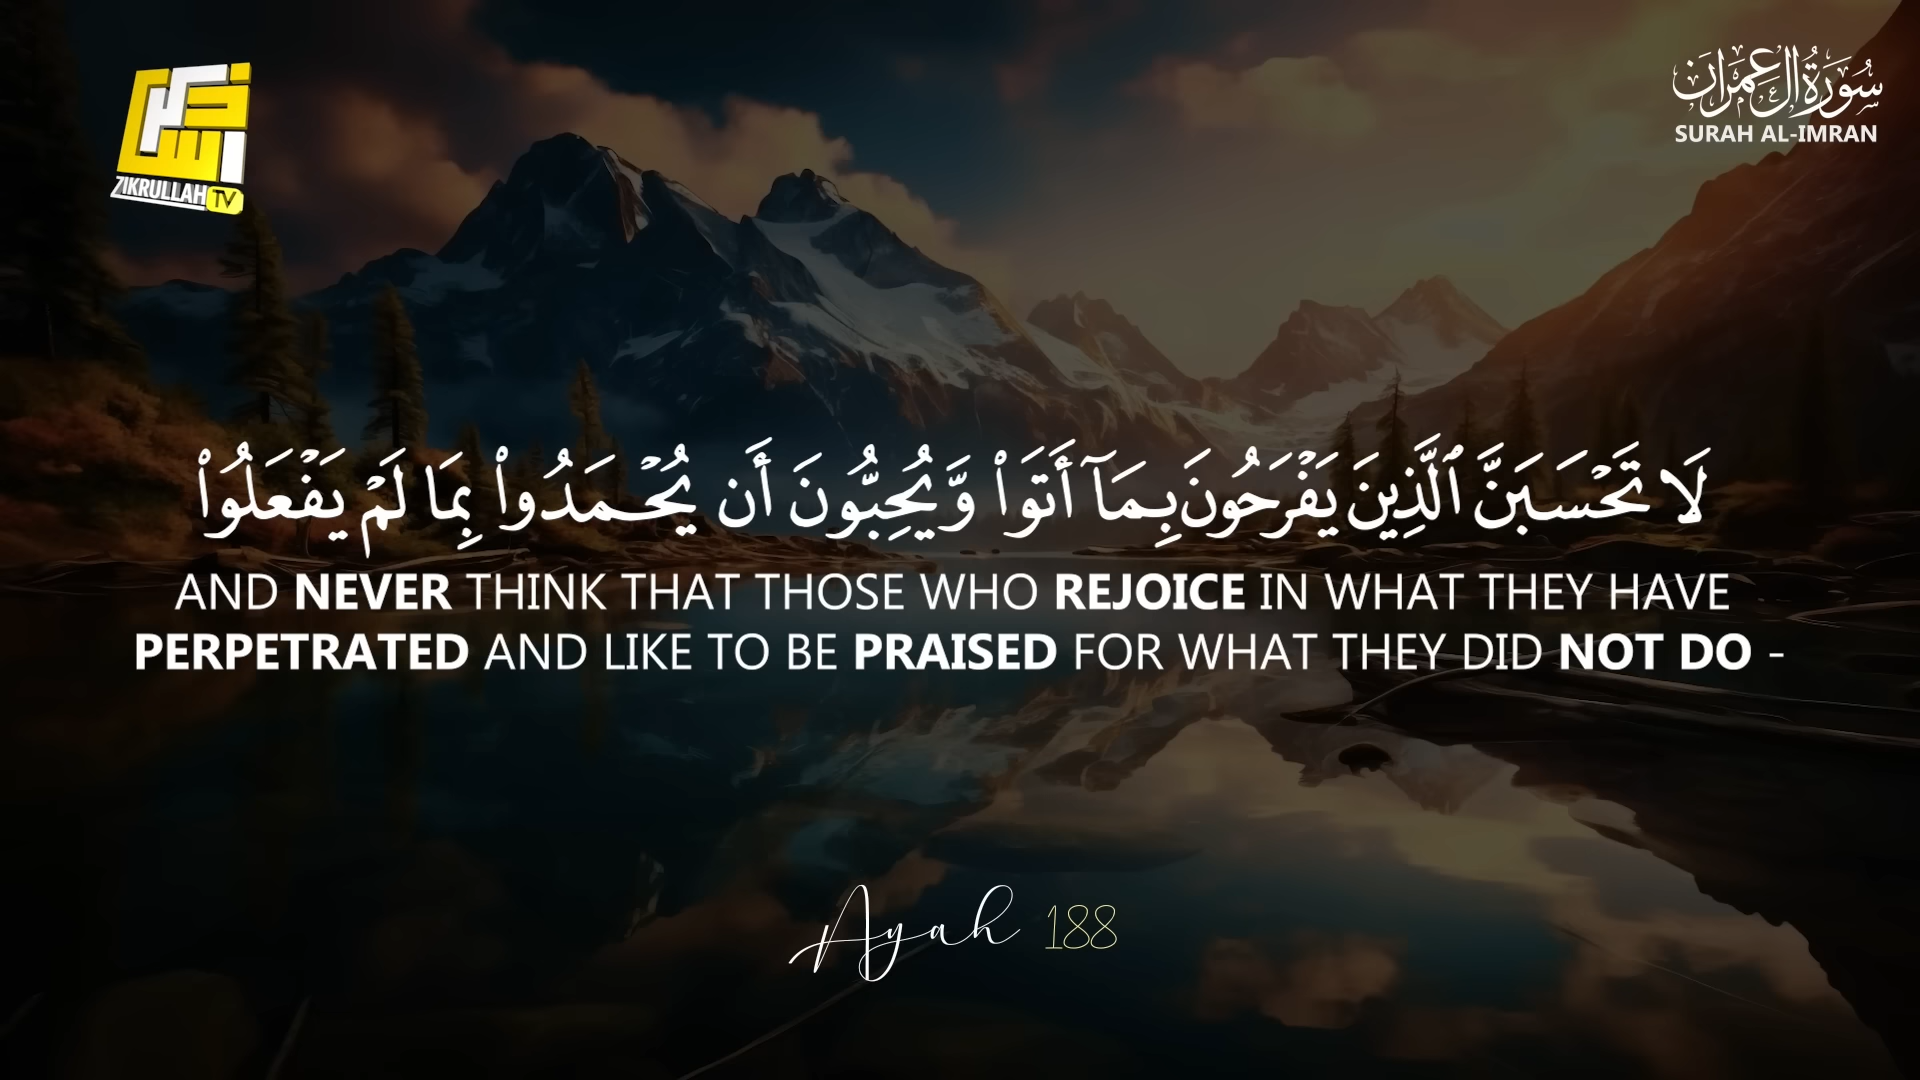 ذكر الله
ZIKRULLAH TV
سُورَةُ آلِ عِمْرَان
SURAH AL-IMRAN
لَا تَحْسَبَنَّ ٱلَّذِينَ يَفْرَحُونَ بِمَآ أَتَوا۟ وَّيُحِبُّونَ أَن يُحْمَدُوا۟ بِمَا لَمْ يَفْعَلُوا۟
AND NEVER THINK THAT THOSE WHO REJOICE IN WHAT THEY HAVE
PERPETRATED AND LIKE TO BE PRAISED FOR WHAT THEY DID NOT DO -
Ayah 188